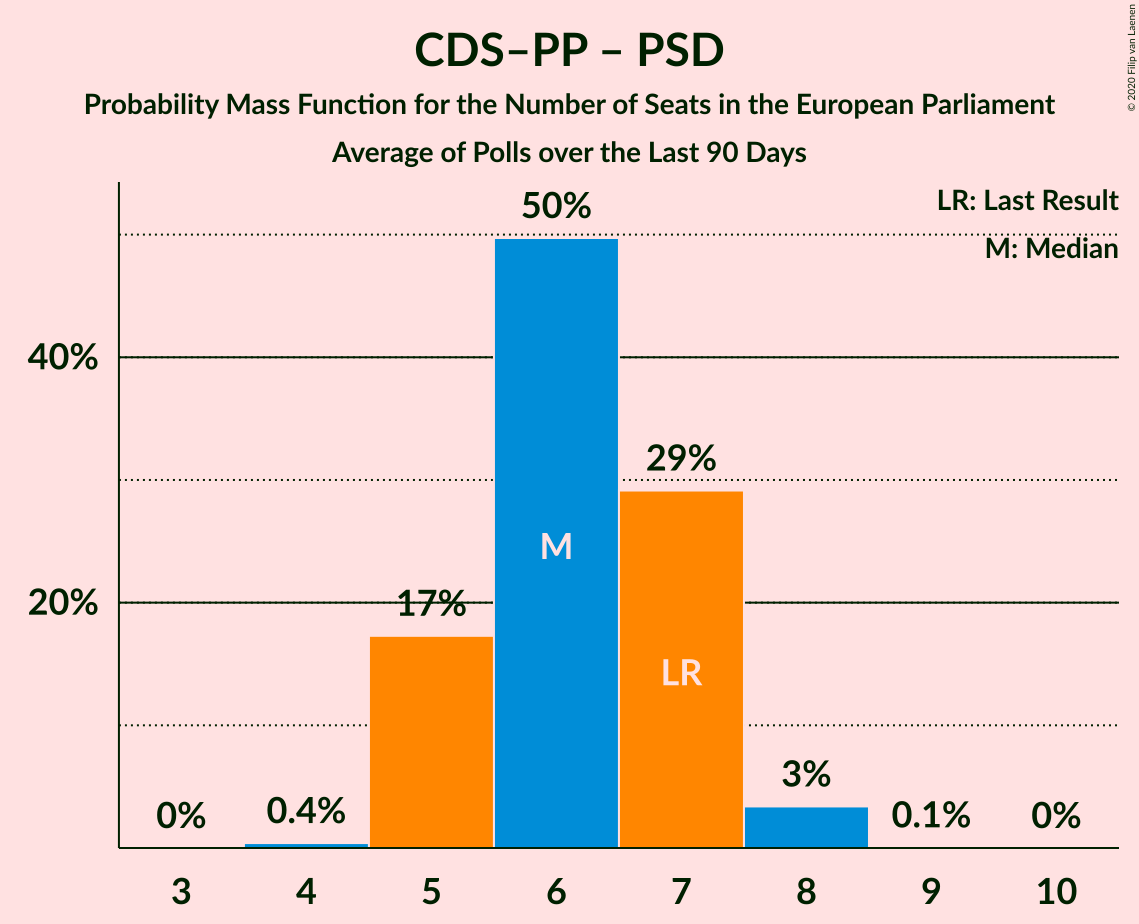 CDS–PP – PSD
Probability Mass Function for the Number of Seats in the European Parliament
Average of Polls over the Last 90 Days
© 2020 Filip van Laenen
LR: Last Result
M: Median
50%
40%
29%
M
20%
17%
LR
3%
0%
0.4%
0.1%
0%
3 4 5 6 7 8 9 10